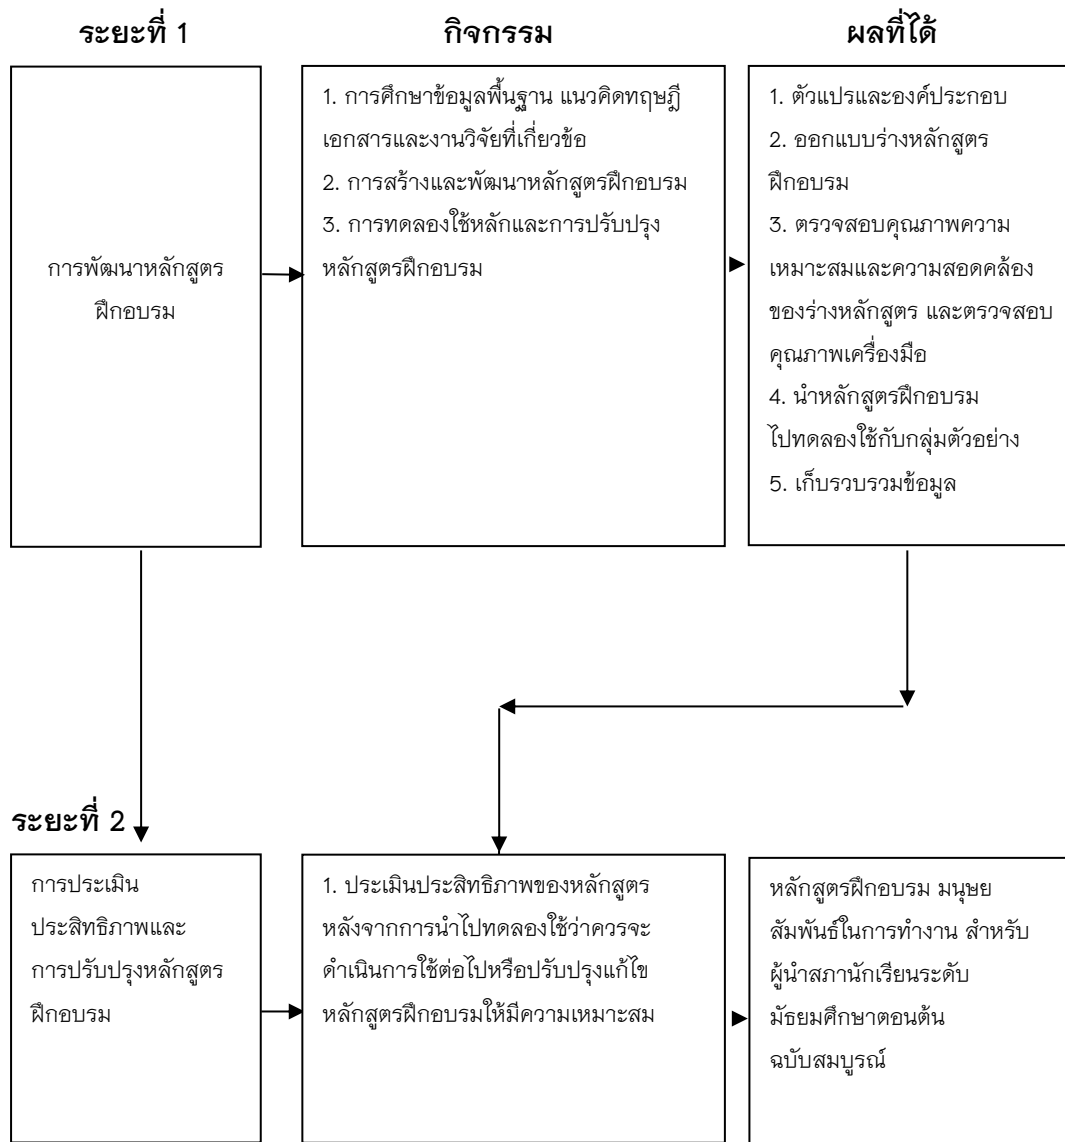 ระยะที่ 1
กิจกรรม
ผลที่ได้
การพัฒนาหลักสูตร
ฝึกอบรม
1. การศึกษาข้อมูลพื้นฐาน แนวคิดทฤษฎี
เอกสารและงานวิจัยที่เกี่ยวข้อ
2. การสร้างและพัฒนาหลักสูตรฝึกอบรม
3. การทดลองใช้หลักและการปรับปรุง
หลักสูตรฝึกอบรม
1. ตัวแปรและองค์ประกอบ
2. ออกแบบร่างหลักสูตร
ฝึกอบรม
3. ตรวจสอบคุณภาพความ
เหมาะสมและความสอดคล้อง
ของร่างหลักสูตร และตรวจสอบ
คุณภาพเครื่องมือ
4. นำหลักสูตรฝึกอบรม
ไปทดลองใช้กับกลุ่มตัวอย่าง
5. เก็บรวบรวมข้อมูล
ระยะที่ 2
การประเมิน
ประสิทธิภาพและ
การปรับปรุงหลักสูตร
ฝึกอบรม
1. ประเมินประสิทธิภาพของหลักสูตร
หลังจากการนำไปทดลองใช้ว่าควรจะ
ดำเนินการใช้ต่อไปหรือปรับปรุงแก้ไข
หลักสูตรฝึกอบรมให้มีความเหมาะสม
หลักสูตรฝึกอบรม มนุษย
สัมพันธ์ในการทำงาน สำหรับ
ผู้นำสภานักเรียนระดับ
มัธยมศึกษาตอนต้น
ฉบับสมบูรณ์